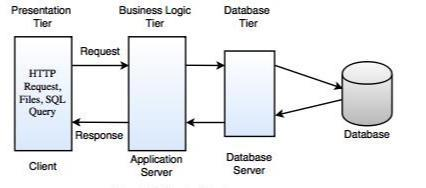 Presentation
Tier
Business Logic
Tier
Database
Tier
Request
HTTP
Request,
Files, SQL
Query
Response
Database
Client
Application
Server
Database
Server